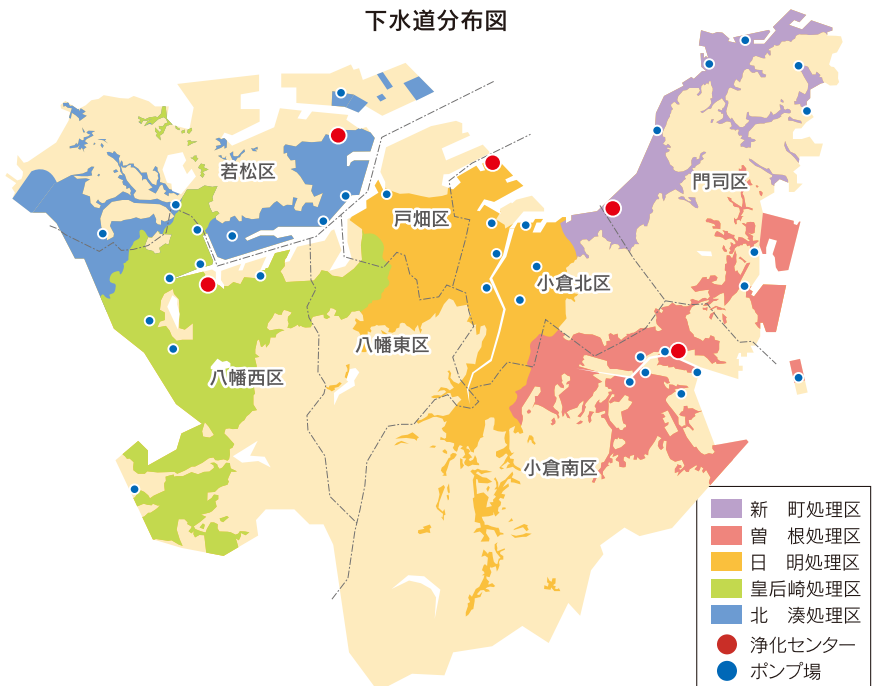 下水道分布図
若松区
門司区
戸畑区
小倉北区
八幡東区
八幡西区
小倉南区
新　町処理区
曽　根処理区
日　明処理区
皇后崎処理区
北　湊処理区
浄化センター
ポンプ場